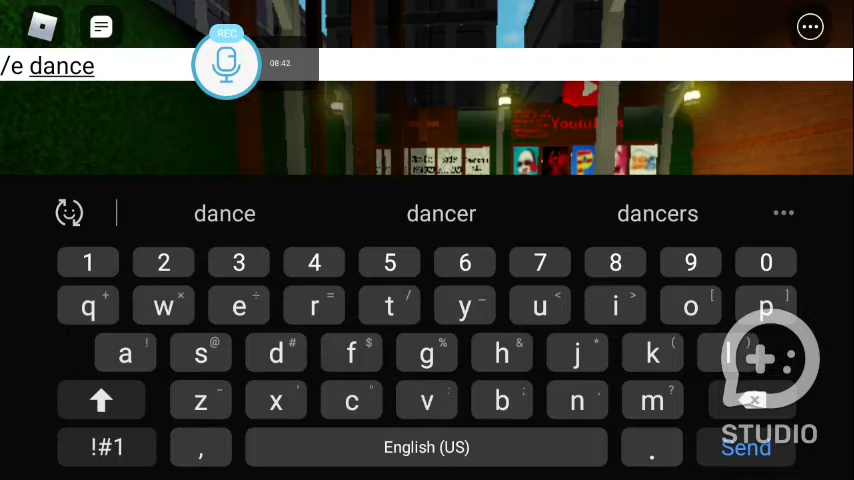 REC
/e dance
08:42
Youtube
dance dancer dancers
1 2 3 4 5 6 7 8 9 0
q + w × e ÷ r = t / y _ u < i > o [ p ]
a ! s @ d # f $ g % h & j * k ( l )
z - x ' c " v : b ; n , m ?
!#1 , English (US) . Send
STUDIO